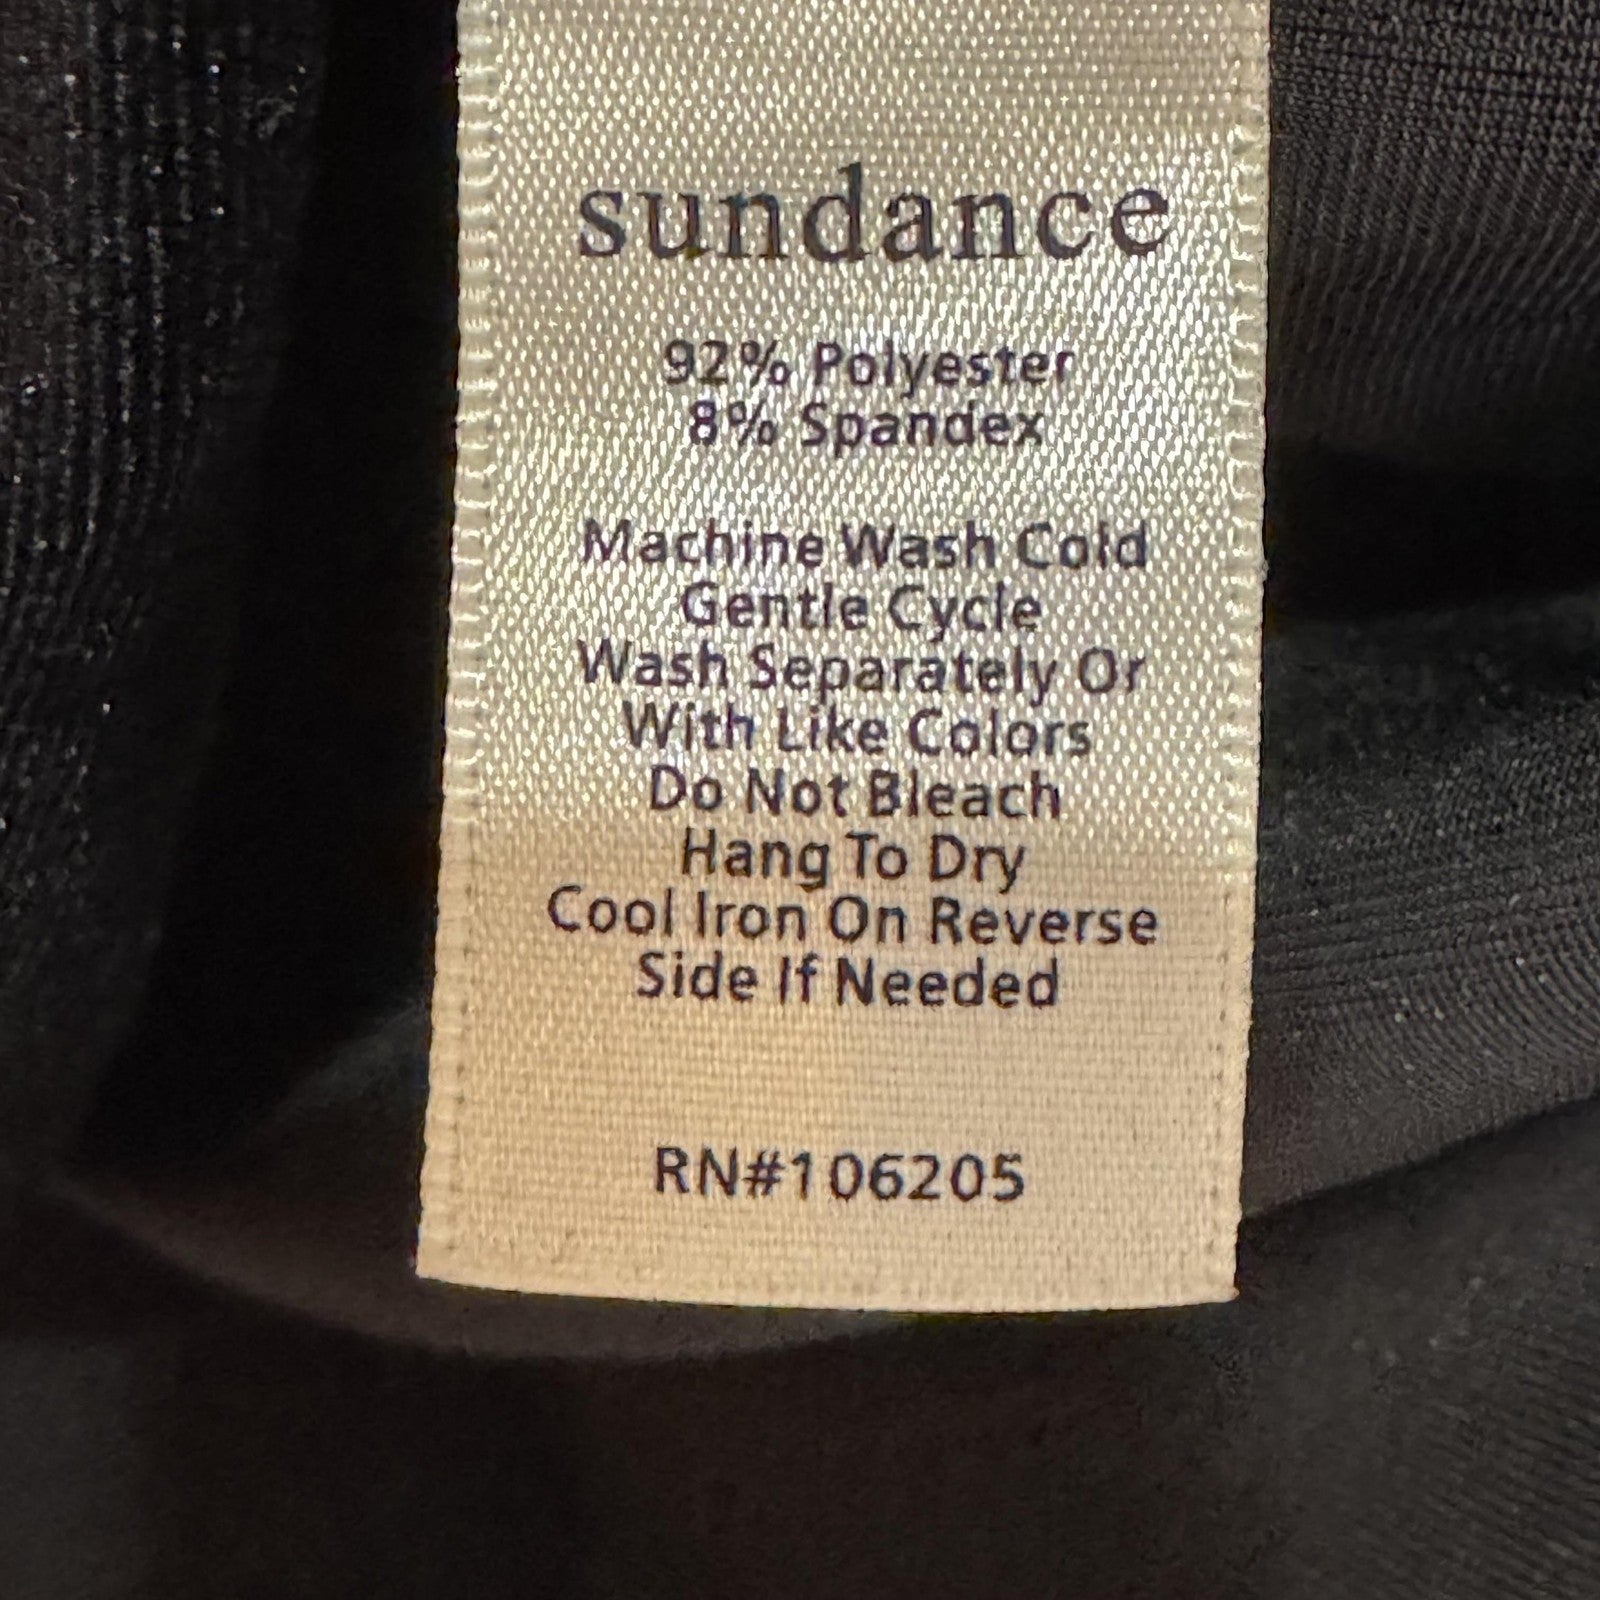 sundance
92% Polyester
8% Spandex
Machine Wash Cold
Gentle Cycle
Wash Separately Or
With Like Colors
Do Not Bleach
Hang To Dry
Cool Iron On Reverse
Side If Needed
RN#106205